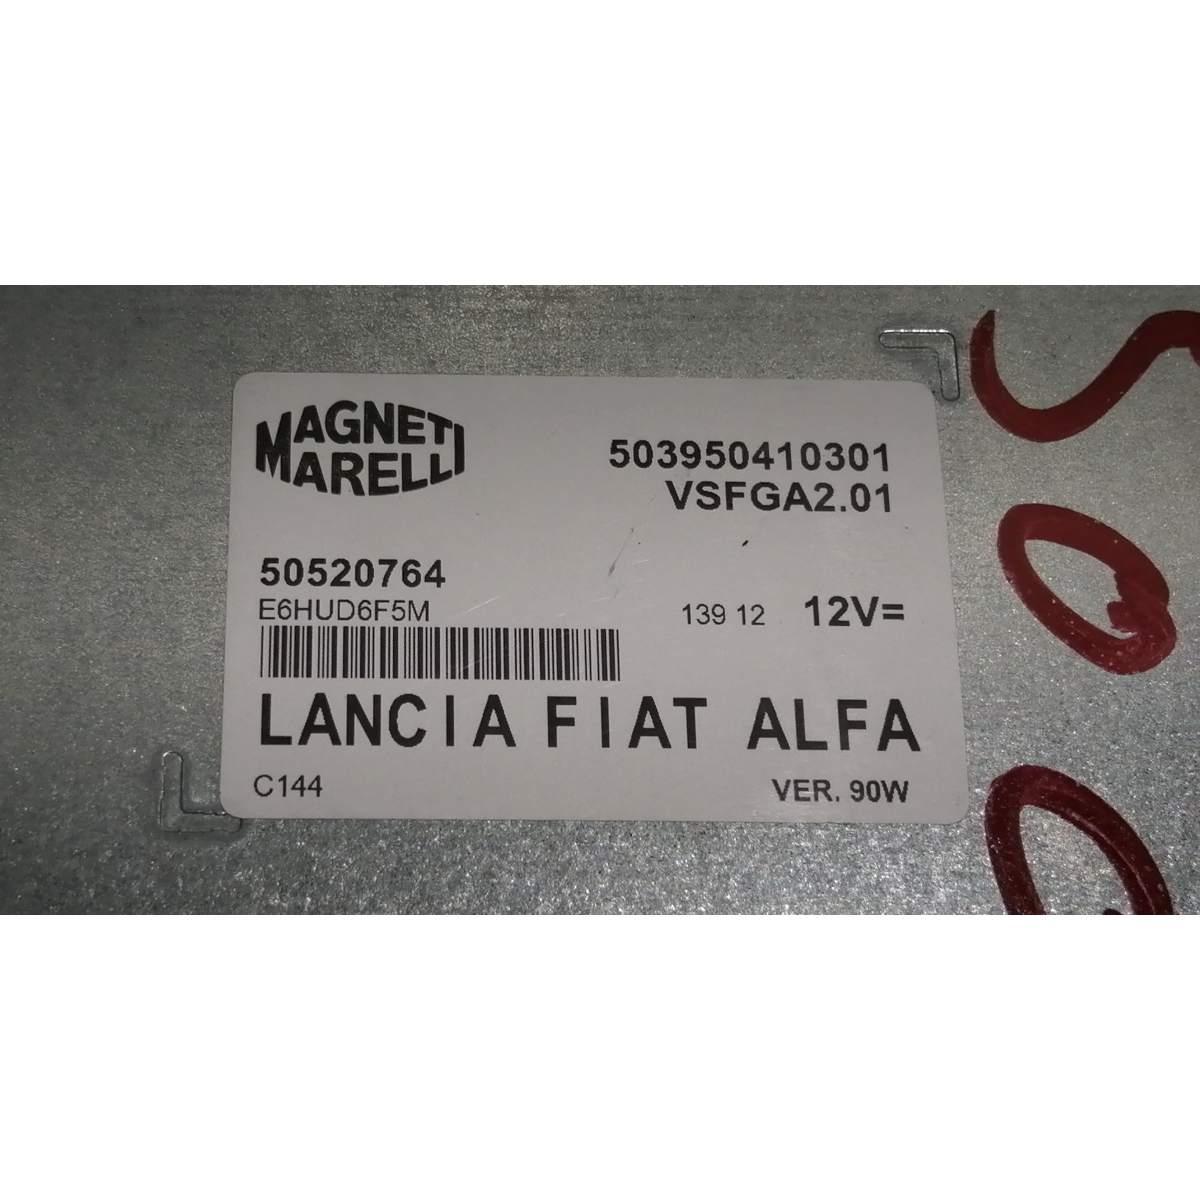 MAGNETI
MARELLI
503950410301
VSFGA2.01
50520764
E6HUD6F5M
139 12 12V=
LANCIA FIAT ALFA
C144 VER. 90W